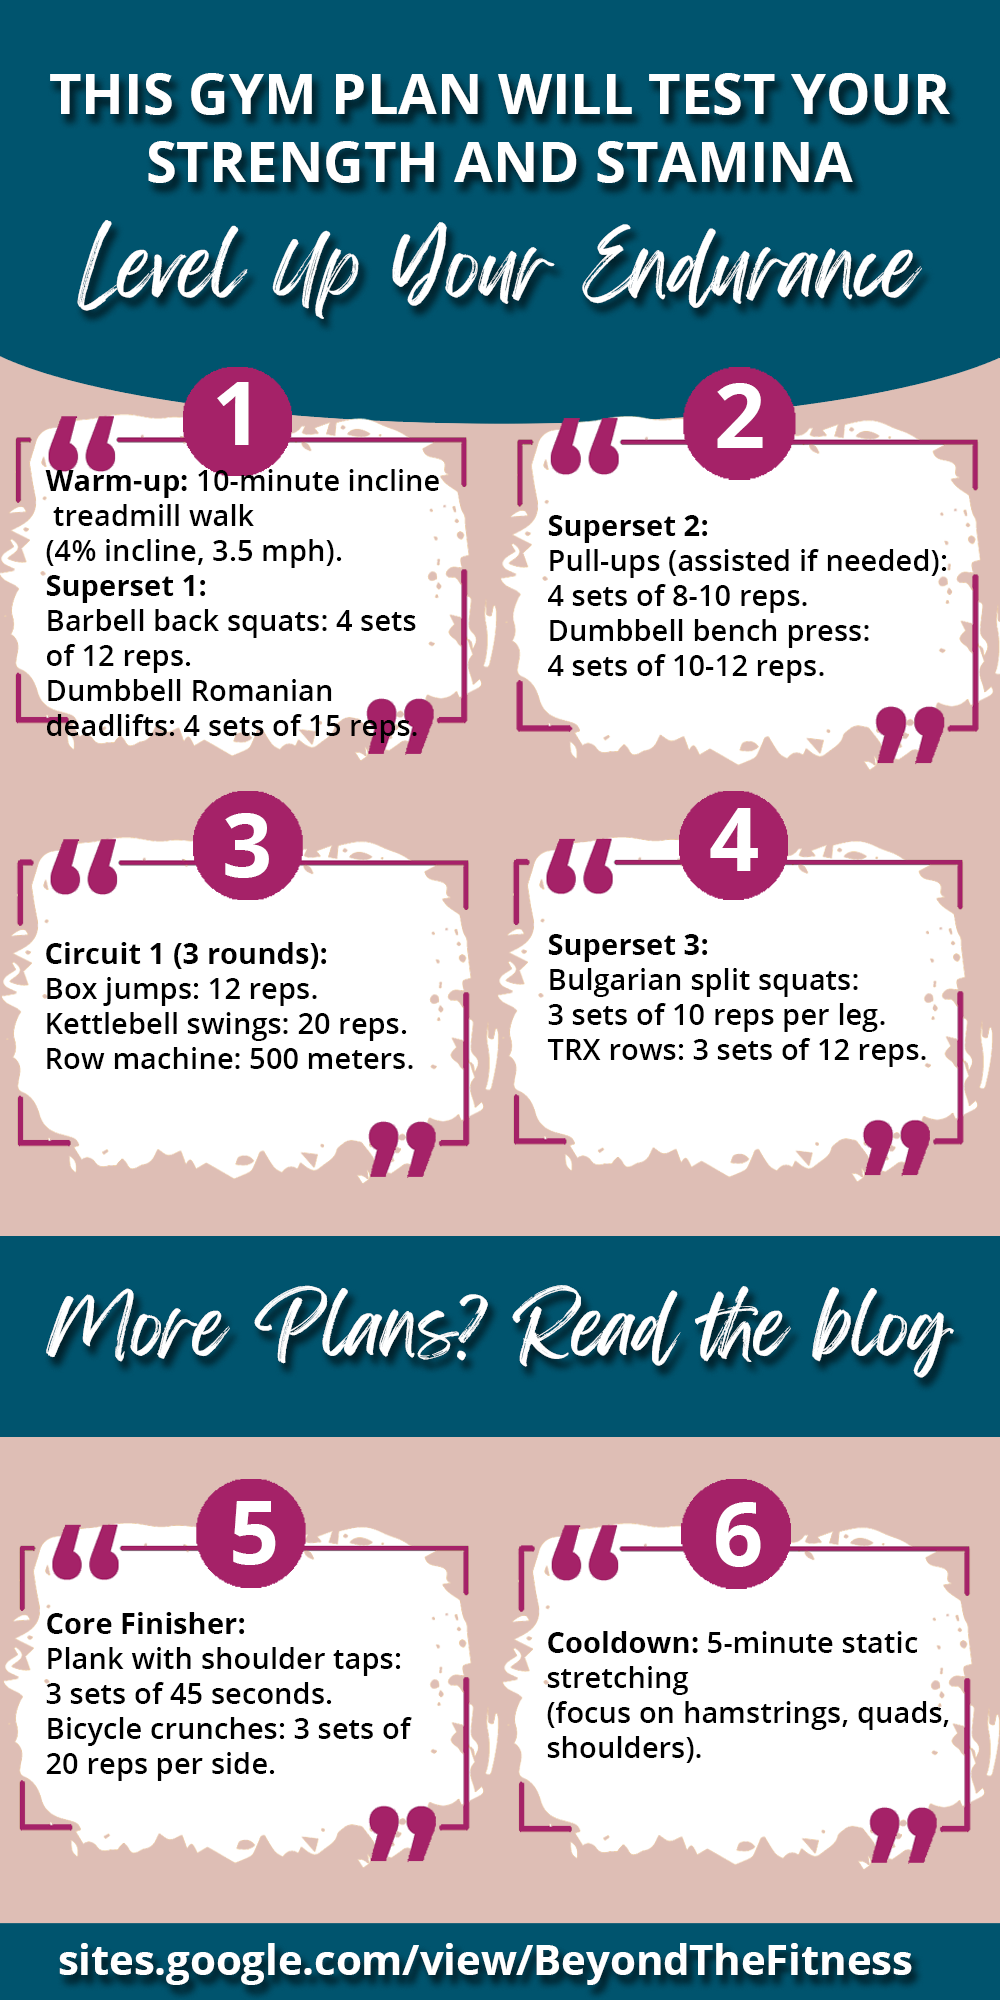 THIS GYM PLAN WILL TEST YOUR
STRENGTH AND STAMINA
Level Up Your Endurance
1
Warm-up: 10-minute incline
treadmill walk
(4% incline, 3.5 mph).
Superset 1:
Barbell back squats: 4 sets
of 12 reps.
Dumbbell Romanian
deadlifts: 4 sets of 15 reps.
2
Superset 2:
Pull-ups (assisted if needed):
4 sets of 8-10 reps.
Dumbbell bench press:
4 sets of 10-12 reps.
3
Circuit 1 (3 rounds):
Box jumps: 12 reps.
Kettlebell swings: 20 reps.
Row machine: 500 meters.
4
Superset 3:
Bulgarian split squats:
3 sets of 10 reps per leg.
TRX rows: 3 sets of 12 reps.
More Plans? Read the blog
5
Core Finisher:
Plank with shoulder taps:
3 sets of 45 seconds.
Bicycle crunches: 3 sets of
20 reps per side.
6
Cooldown: 5-minute static
stretching
(focus on hamstrings, quads,
shoulders).
sites.google.com/view/BeyondTheFitness